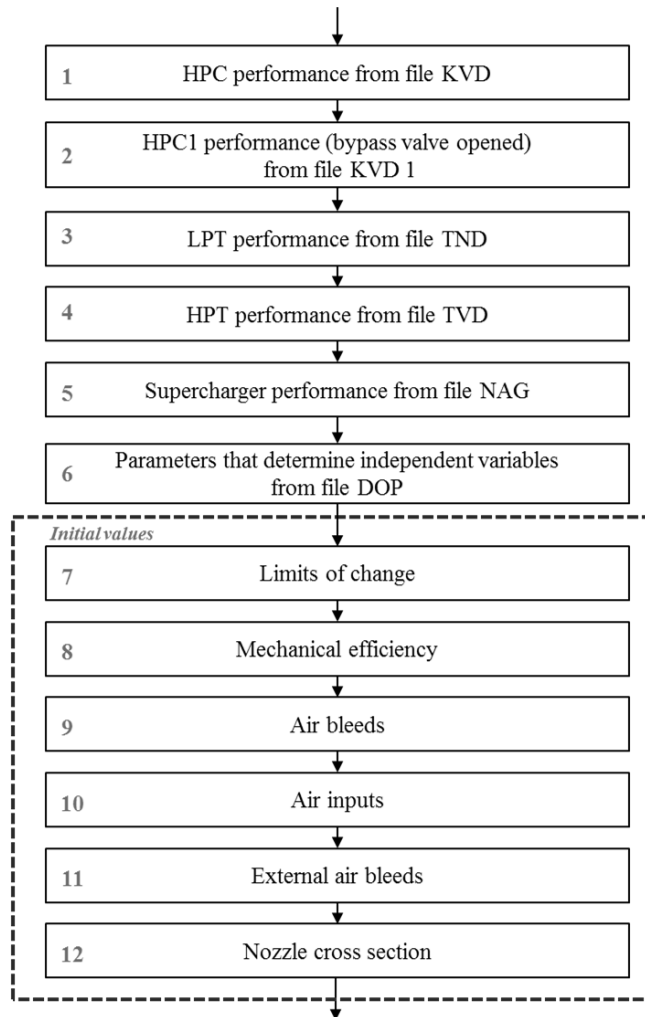 1 HPC performance from file KVD
2 HPC1 performance (bypass valve opened)
from file KVD 1
3 LPT performance from file TND
4 HPT performance from file TVD
5 Supercharger performance from file NAG
6 Parameters that determine independent variables
from file DOP
Initial values
7 Limits of change
8 Mechanical efficiency
9 Air bleeds
10 Air inputs
11 External air bleeds
12 Nozzle cross section